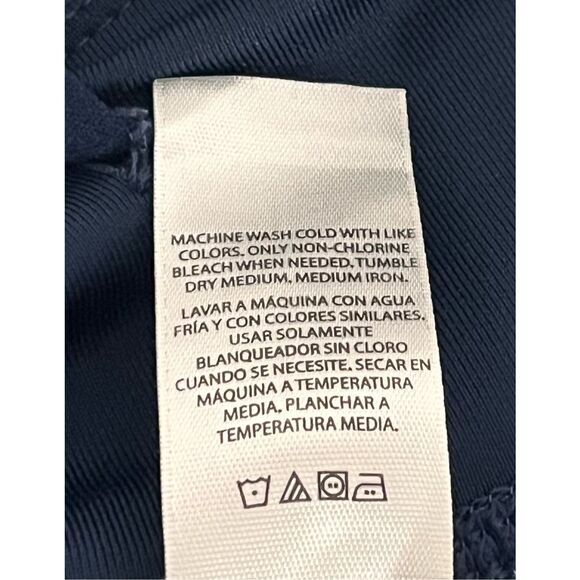 MACHINE WASH COLD WITH LIKE
COLORS. ONLY NON-CHLORINE
BLEACH WHEN NEEDED. TUMBLE
DRY MEDIUM. MEDIUM IRON.
LAVAR A MÁQUINA CON AGUA
FRÍA Y CON COLORES SIMILARES.
USAR SOLAMENTE
BLANQUEADOR SIN CLORO
CUANDO SE NECESITE. SECAR EN
MÁQUINA A TEMPERATURA
MEDIA. PLANCHAR A
TEMPERATURA MEDIA.